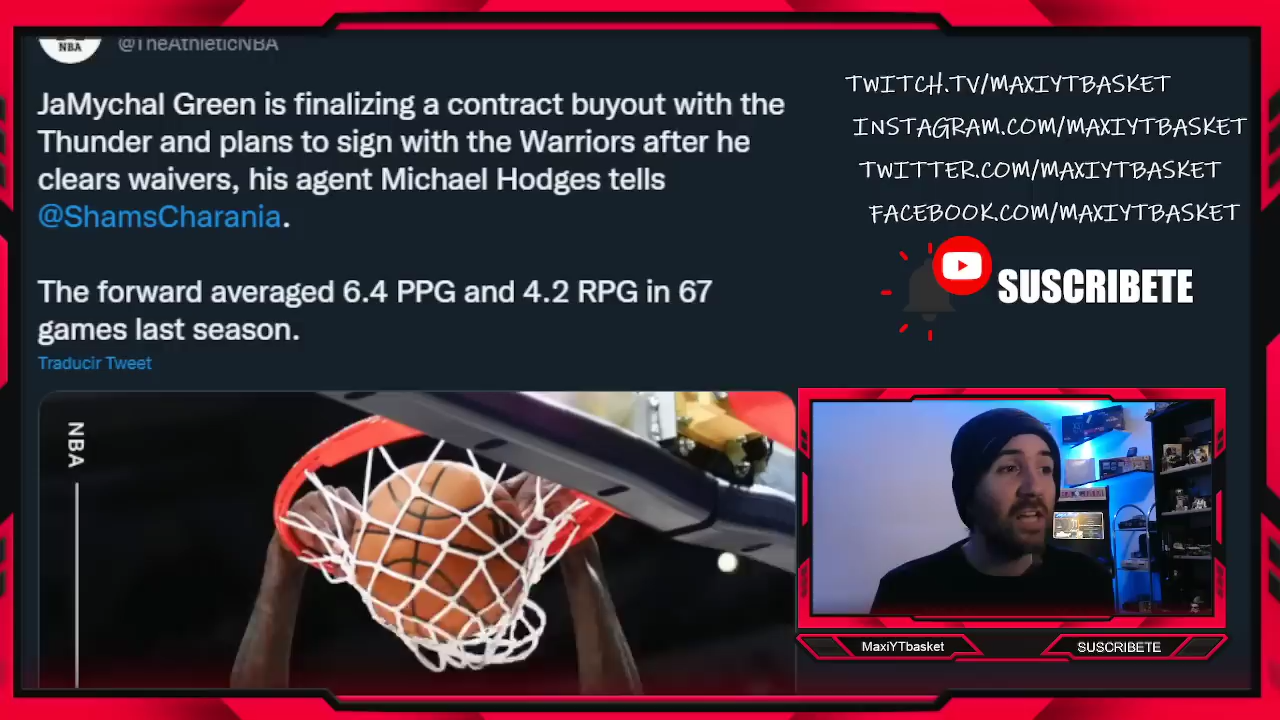 NBA
@TheAthleticNBA
JaMychal Green is finalizing a contract buyout with the
Thunder and plans to sign with the Warriors after he
clears waivers, his agent Michael Hodges tells
@ShamsCharania.
The forward averaged 6.4 PPG and 4.2 RPG in 67
games last season.
Traducir Tweet
NBA
TWITCH.TV/MAXIYTBASKET
INSTAGRAM.COM/MAXIYTBASKET
TWITTER.COM/MAXIYTBASKET
FACEBOOK.COM/MAXIYTBASKET
SUSCRIBETE
MaxiYTbasket
SUSCRIBETE